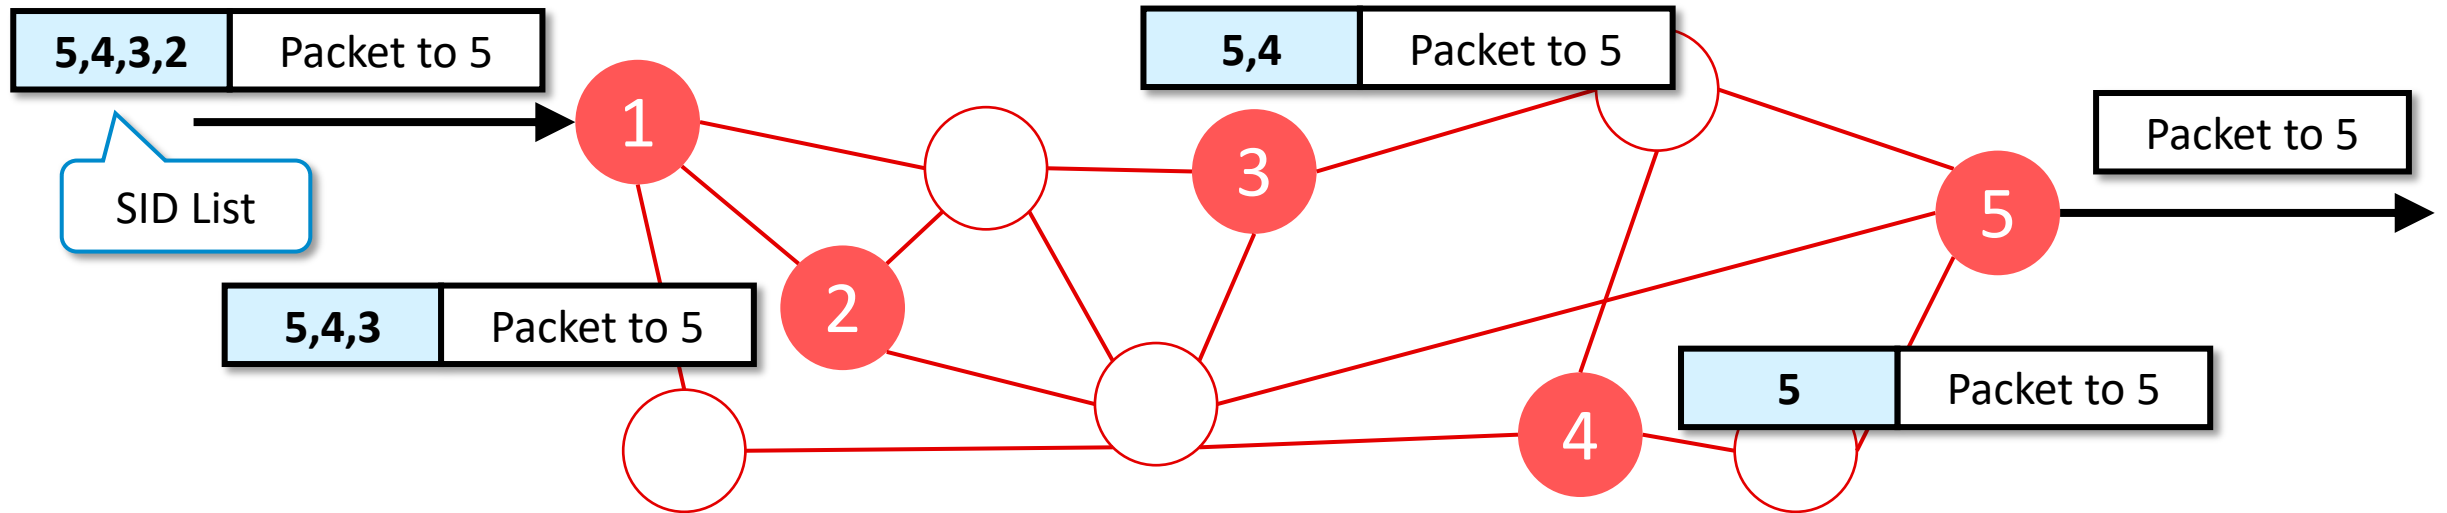 5,4,3,2 Packet to 5
5,4 Packet to 5
1
3
Packet to 5
SID List
5
2
5,4,3 Packet to 5
4
5 Packet to 5